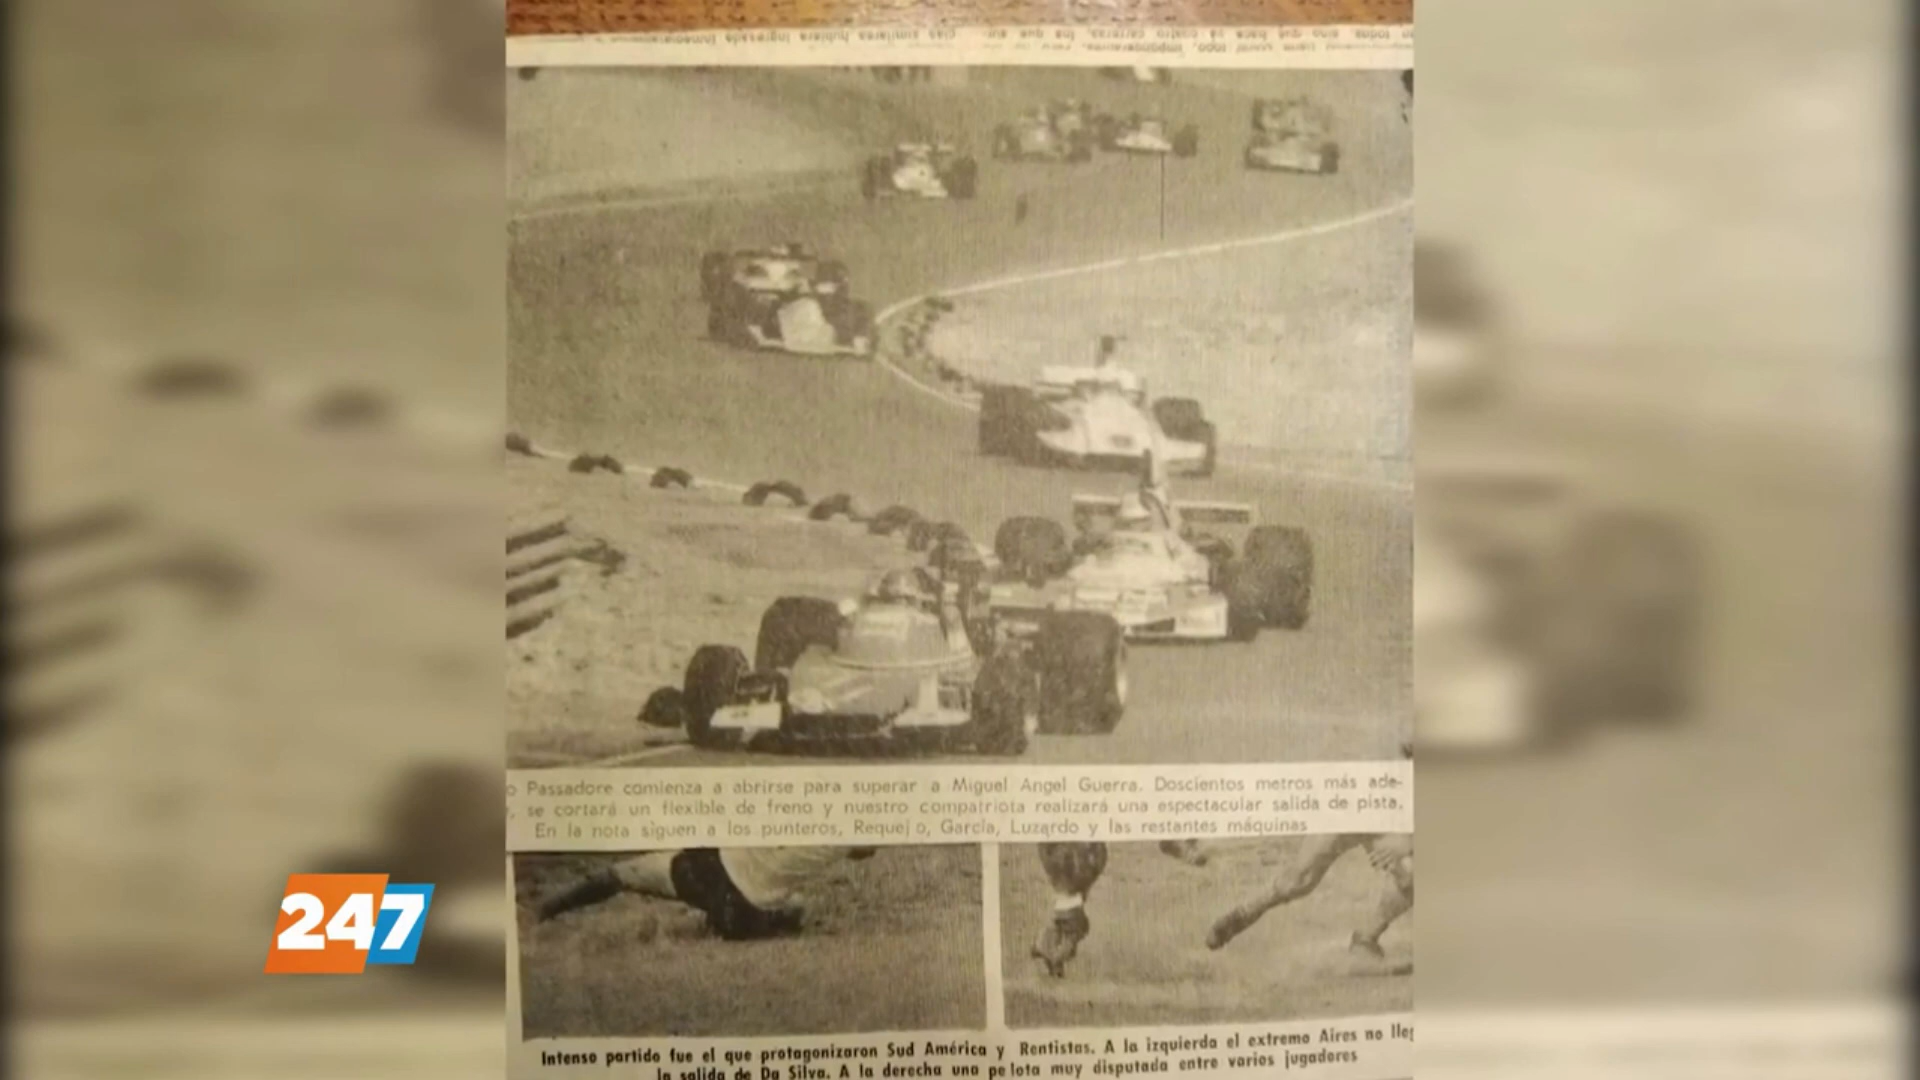 o Passadore comienza a abrirse para superar a Miguel Angel Guerra. Doscientos metros más ade-
, se cortará un flexible de freno y nuestro compatriota realizará una espectacular salida de pista.
En la nota siguen a los punteros, Requejo, García, Luzardo y las restantes máquinas
247
Intenso partido fue el que protagonizaron Sud América y Rentistas. A la izquierda el extremo Aires no lleg
la salida de Da Silva. A la derecha una pelota muy disputada entre varios jugadores